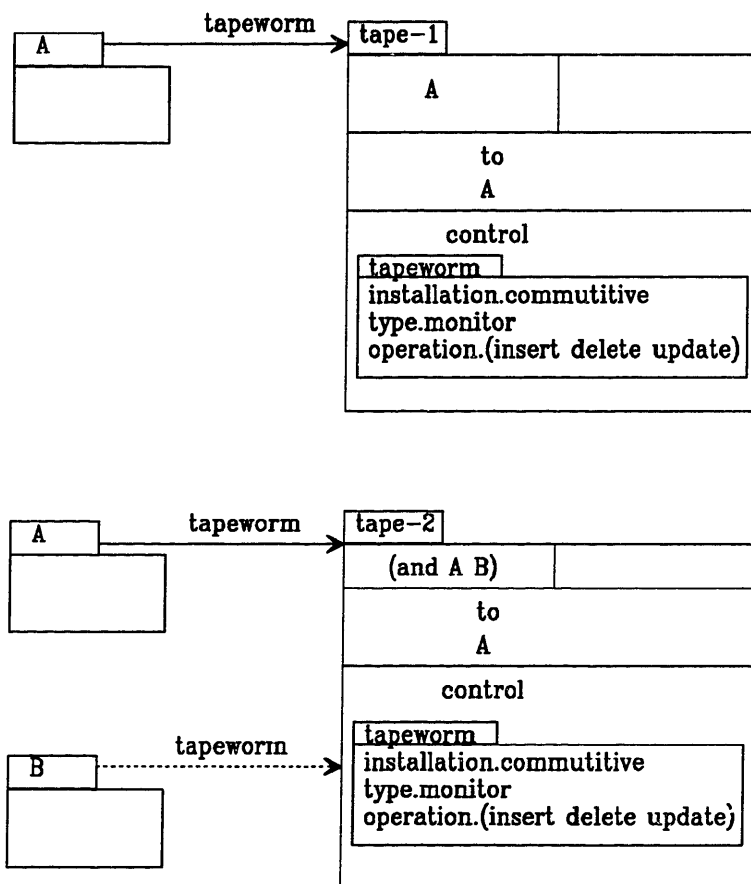 tapeworm
A
tape-1
A
to
A
control
tapeworm
installation.commutitive
type.monitor
operation.(insert delete update)
tapeworm
A
tape-2
(and A B)
to
A
control
tapeworm
B
tapeworm
installation.commutitive
type.monitor
operation.(insert delete update)